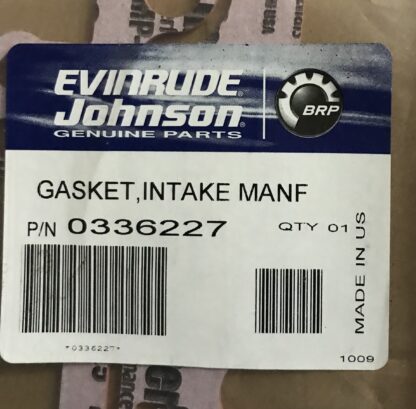 EVINRUDE
Johnson
GENUINE PARTS
BRP
GASKET,INTAKE MANF
P/N 0336227
QTY 01
MADE IN US
*0336227*
1009